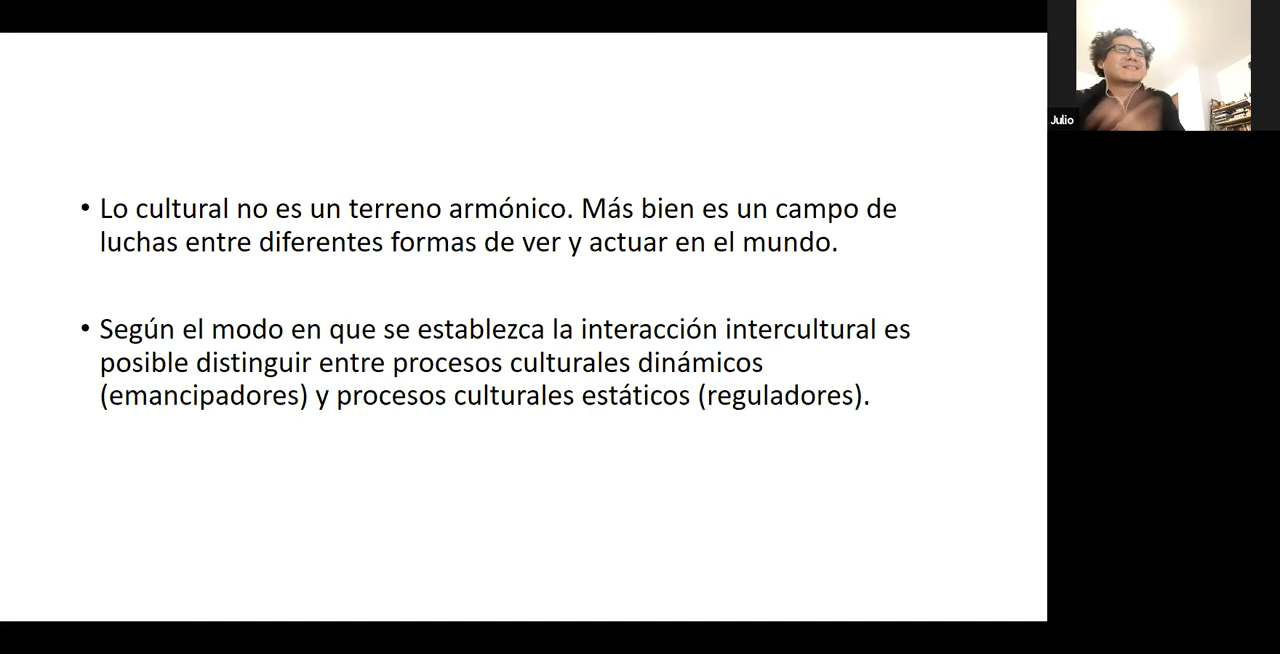 • Lo cultural no es un terreno armónico. Más bien es un campo de
luchas entre diferentes formas de ver y actuar en el mundo.
• Según el modo en que se establezca la interacción intercultural es
posible distinguir entre procesos culturales dinámicos
(emancipadores) y procesos culturales estáticos (reguladores).
Julio